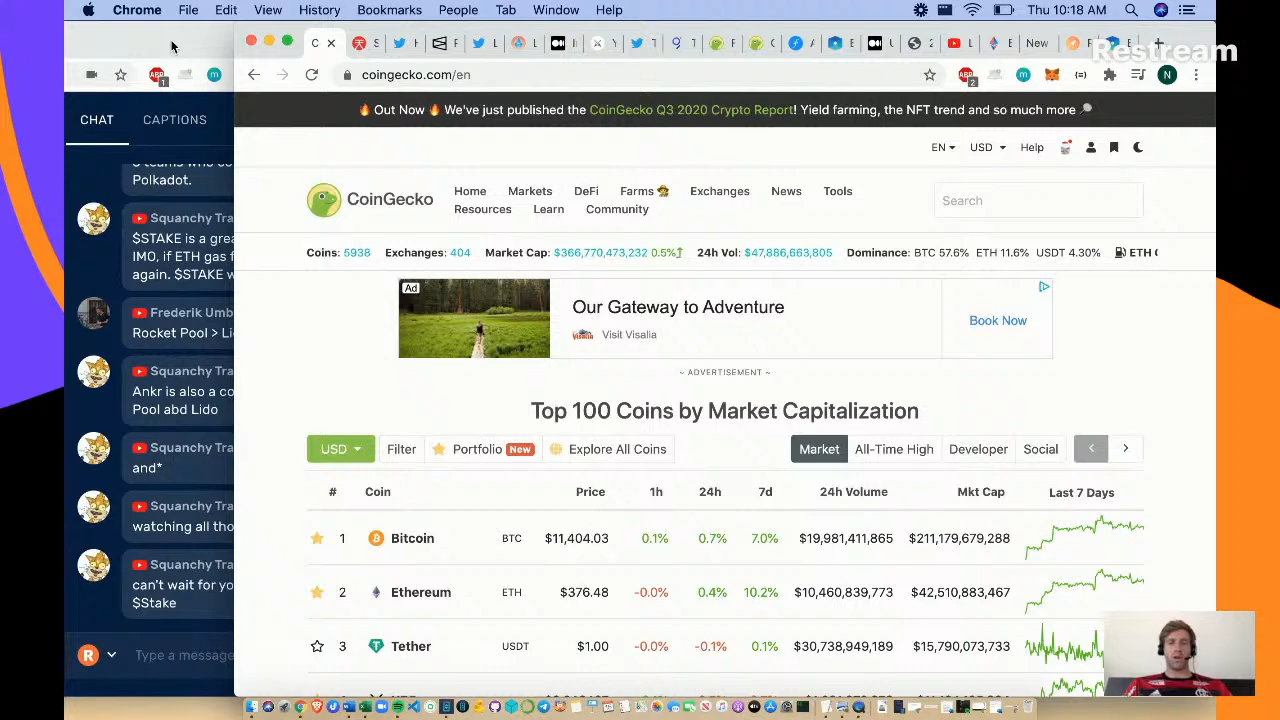 Chrome File Edit View History Bookmarks People Tab Window Help Thu 10:18 AM
Restream
C S New
coingecko.com/en
ABP 1 m ABP 2 m N
CHAT CAPTIONS
🔥 Out Now 🔥 We've just published the CoinGecko Q3 2020 Crypto Report! Yield farming, the NFT trend and so much more
EN USD Help
CoinGecko
Home Markets DeFi Farms Exchanges News Tools
Resources Learn Community
Search
Coins: 5938 Exchanges: 404 Market Cap: $366,770,473,232 0.5% 24h Vol: $47,886,663,805 Dominance: BTC 57.6% ETH 11.6% USDT 4.30% ETH
Polkadot.
Squanchy Tra
$STAKE is a grea
IMO, if ETH gas f
again. $STAKE w
Frederik Umb
Rocket Pool > Li
Squanchy Tra
Ankr is also a co
Pool abd Lido
Squanchy Tra
and*
Squanchy Tra
watching all tho
Squanchy Tra
can't wait for yo
$Stake
R Type a message
Ad
Our Gateway to Adventure
Visit Visalia
Book Now
~ ADVERTISEMENT ~
Top 100 Coins by Market Capitalization
USD Filter Portfolio New Explore All Coins Market All-Time High Developer Social
# Coin Price 1h 24h 7d 24h Volume Mkt Cap Last 7 Days
1 Bitcoin BTC $11,404.03 0.1% 0.7% 7.0% $19,981,411,865 $211,179,679,288
2 Ethereum ETH $376.48 -0.0% 0.4% 10.2% $10,460,839,773 $42,510,883,467
3 Tether USDT $1.00 -0.0% -0.1% 0.1% $30,738,949,189 $15,790,073,733